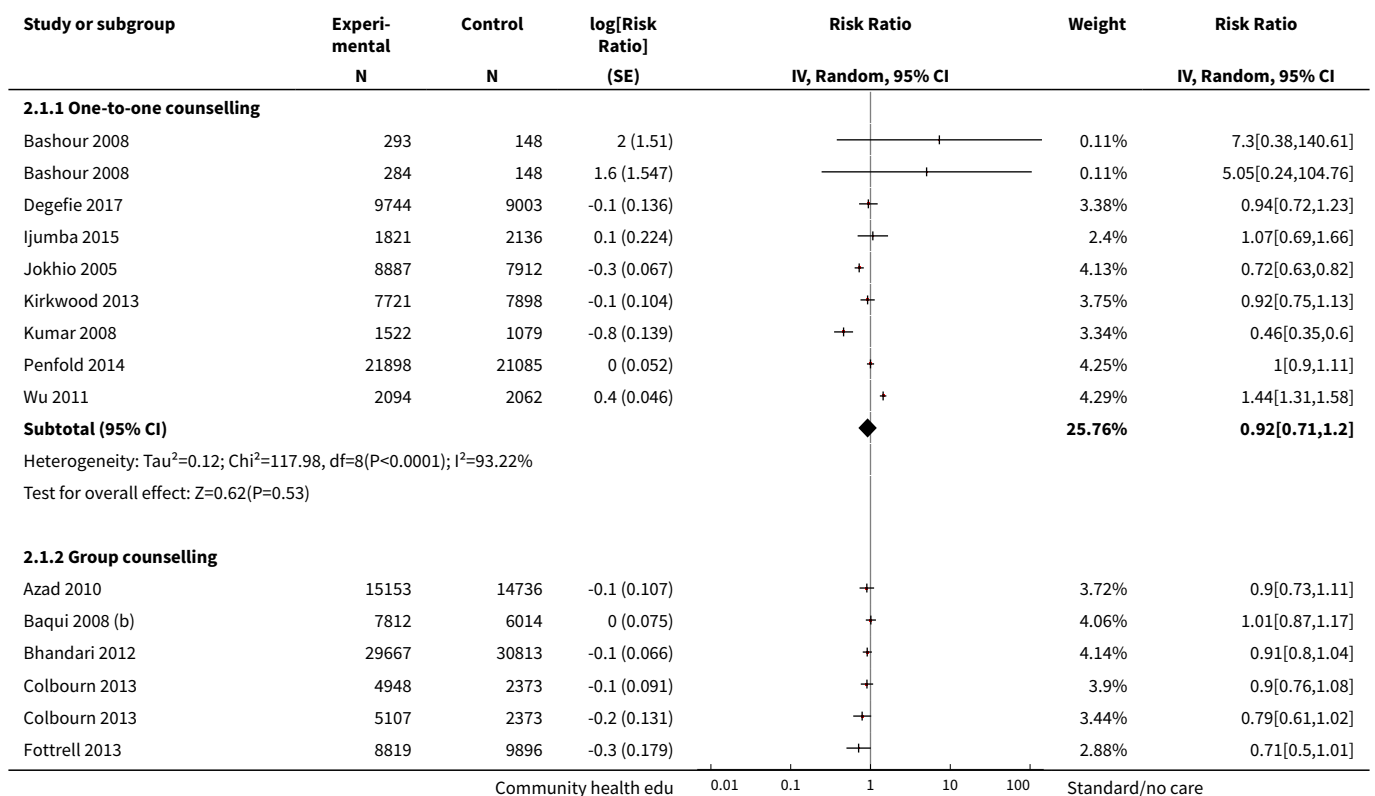 Study or subgroup Experi- Control log[Risk Risk Ratio Weight Risk Ratio
mental Ratio]
N N (SE) IV, Random, 95% CI IV, Random, 95% CI
2.1.1 One-to-one counselling
Bashour 2008 293 148 2 (1.51) 0.11% 7.3[0.38,140.61]
Bashour 2008 284 148 1.6 (1.547) 0.11% 5.05[0.24,104.76]
Degefie 2017 9744 9003 -0.1 (0.136) 3.38% 0.94[0.72,1.23]
Ijumba 2015 1821 2136 0.1 (0.224) 2.4% 1.07[0.69,1.66]
Jokhio 2005 8887 7912 -0.3 (0.067) 4.13% 0.72[0.63,0.82]
Kirkwood 2013 7721 7898 -0.1 (0.104) 3.75% 0.92[0.75,1.13]
Kumar 2008 1522 1079 -0.8 (0.139) 3.34% 0.46[0.35,0.6]
Penfold 2014 21898 21085 0 (0.052) 4.25% 1[0.9,1.11]
Wu 2011 2094 2062 0.4 (0.046) 4.29% 1.44[1.31,1.58]
Subtotal (95% CI) 25.76% 0.92[0.71,1.2]
Heterogeneity: Tau²=0.12; Chi²=117.98, df=8(P<0.0001); I²=93.22%
Test for overall effect: Z=0.62(P=0.53)
2.1.2 Group counselling
Azad 2010 15153 14736 -0.1 (0.107) 3.72% 0.9[0.73,1.11]
Baqui 2008 (b) 7812 6014 0 (0.075) 4.06% 1.01[0.87,1.17]
Bhandari 2012 29667 30813 -0.1 (0.066) 4.14% 0.91[0.8,1.04]
Colbourn 2013 4948 2373 -0.1 (0.091) 3.9% 0.9[0.76,1.08]
Colbourn 2013 5107 2373 -0.2 (0.131) 3.44% 0.79[0.61,1.02]
Fottrell 2013 8819 9896 -0.3 (0.179) 2.88% 0.71[0.5,1.01]
Community health edu 0.01 0.1 1 10 100 Standard/no care